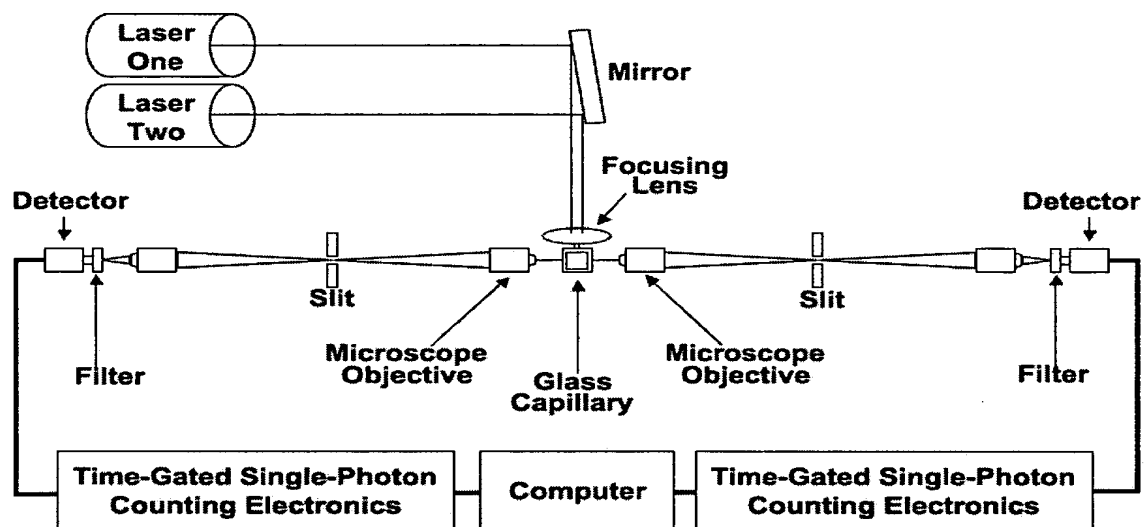 Laser
One
Mirror
Laser
Two
Focusing
Lens
Detector
Detector
Slit
Slit
Microscope
Objective
Microscope
Objective
Filter
Glass
Capillary
Filter
Time-Gated Single-Photon
Counting Electronics
Computer
Time-Gated Single-Photon
Counting Electronics